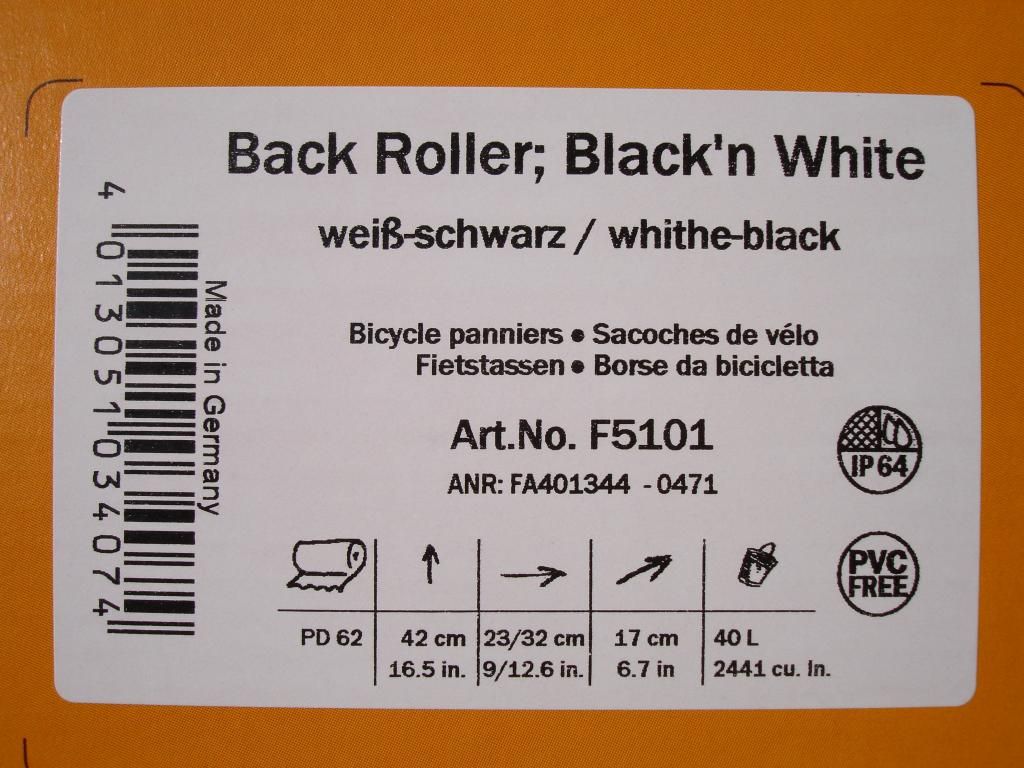 Back Roller; Black'n White
weiß-schwarz / whithe-black
Bicycle panniers • Sacoches de vélo
Fietstassen • Borse da bicicletta
Art.No. F5101
ANR: FA401344 - 0471
IP 64
PVC
FREE
PD 62 42 cm 23/32 cm 17 cm 40 L
16.5 in. 9/12.6 in. 6.7 in 2441 cu. in.
Made in Germany
4 013051 034074